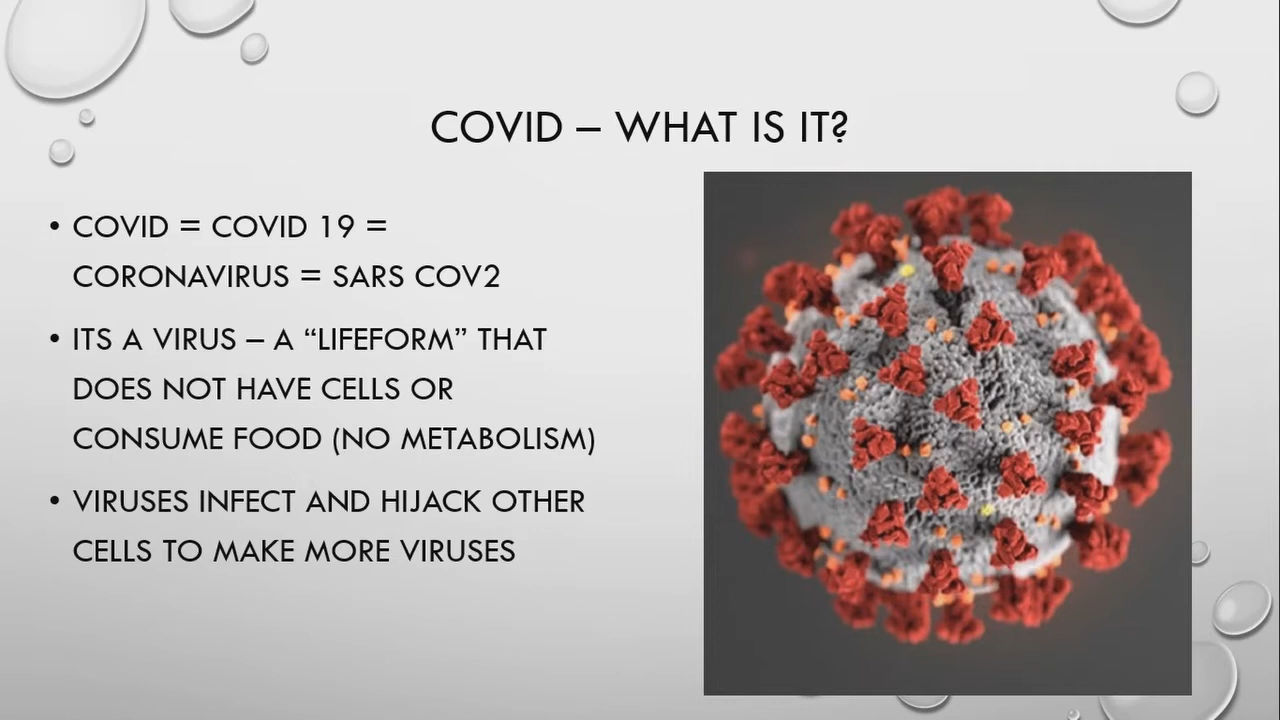 COVID – WHAT IS IT?
• COVID = COVID 19 =
CORONAVIRUS = SARS COV2
• ITS A VIRUS – A “LIFEFORM” THAT
DOES NOT HAVE CELLS OR
CONSUME FOOD (NO METABOLISM)
• VIRUSES INFECT AND HIJACK OTHER
CELLS TO MAKE MORE VIRUSES